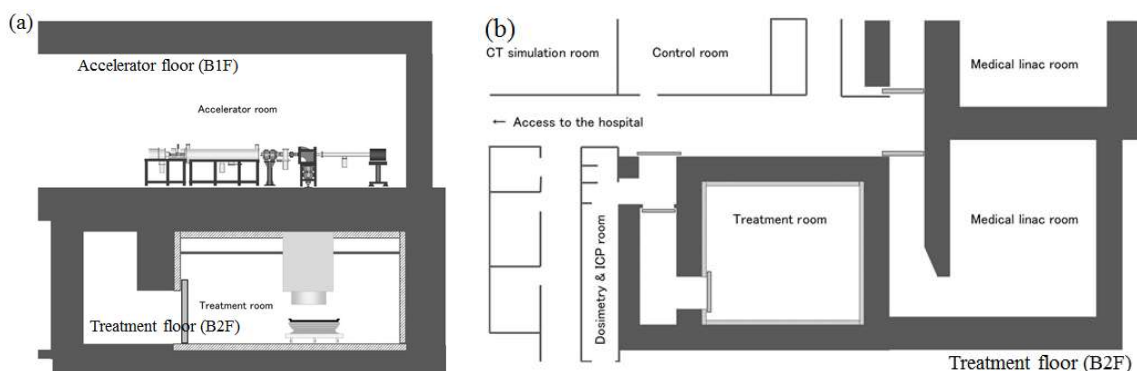 (a)
Accelerator floor (B1F)
Accelerator room
Treatment room
Treatment floor (B2F)
(b)
CT simulation room
Control room
Medical linac room
← Access to the hospital
Dosimetry & ICP room
Treatment room
Medical linac room
Treatment floor (B2F)